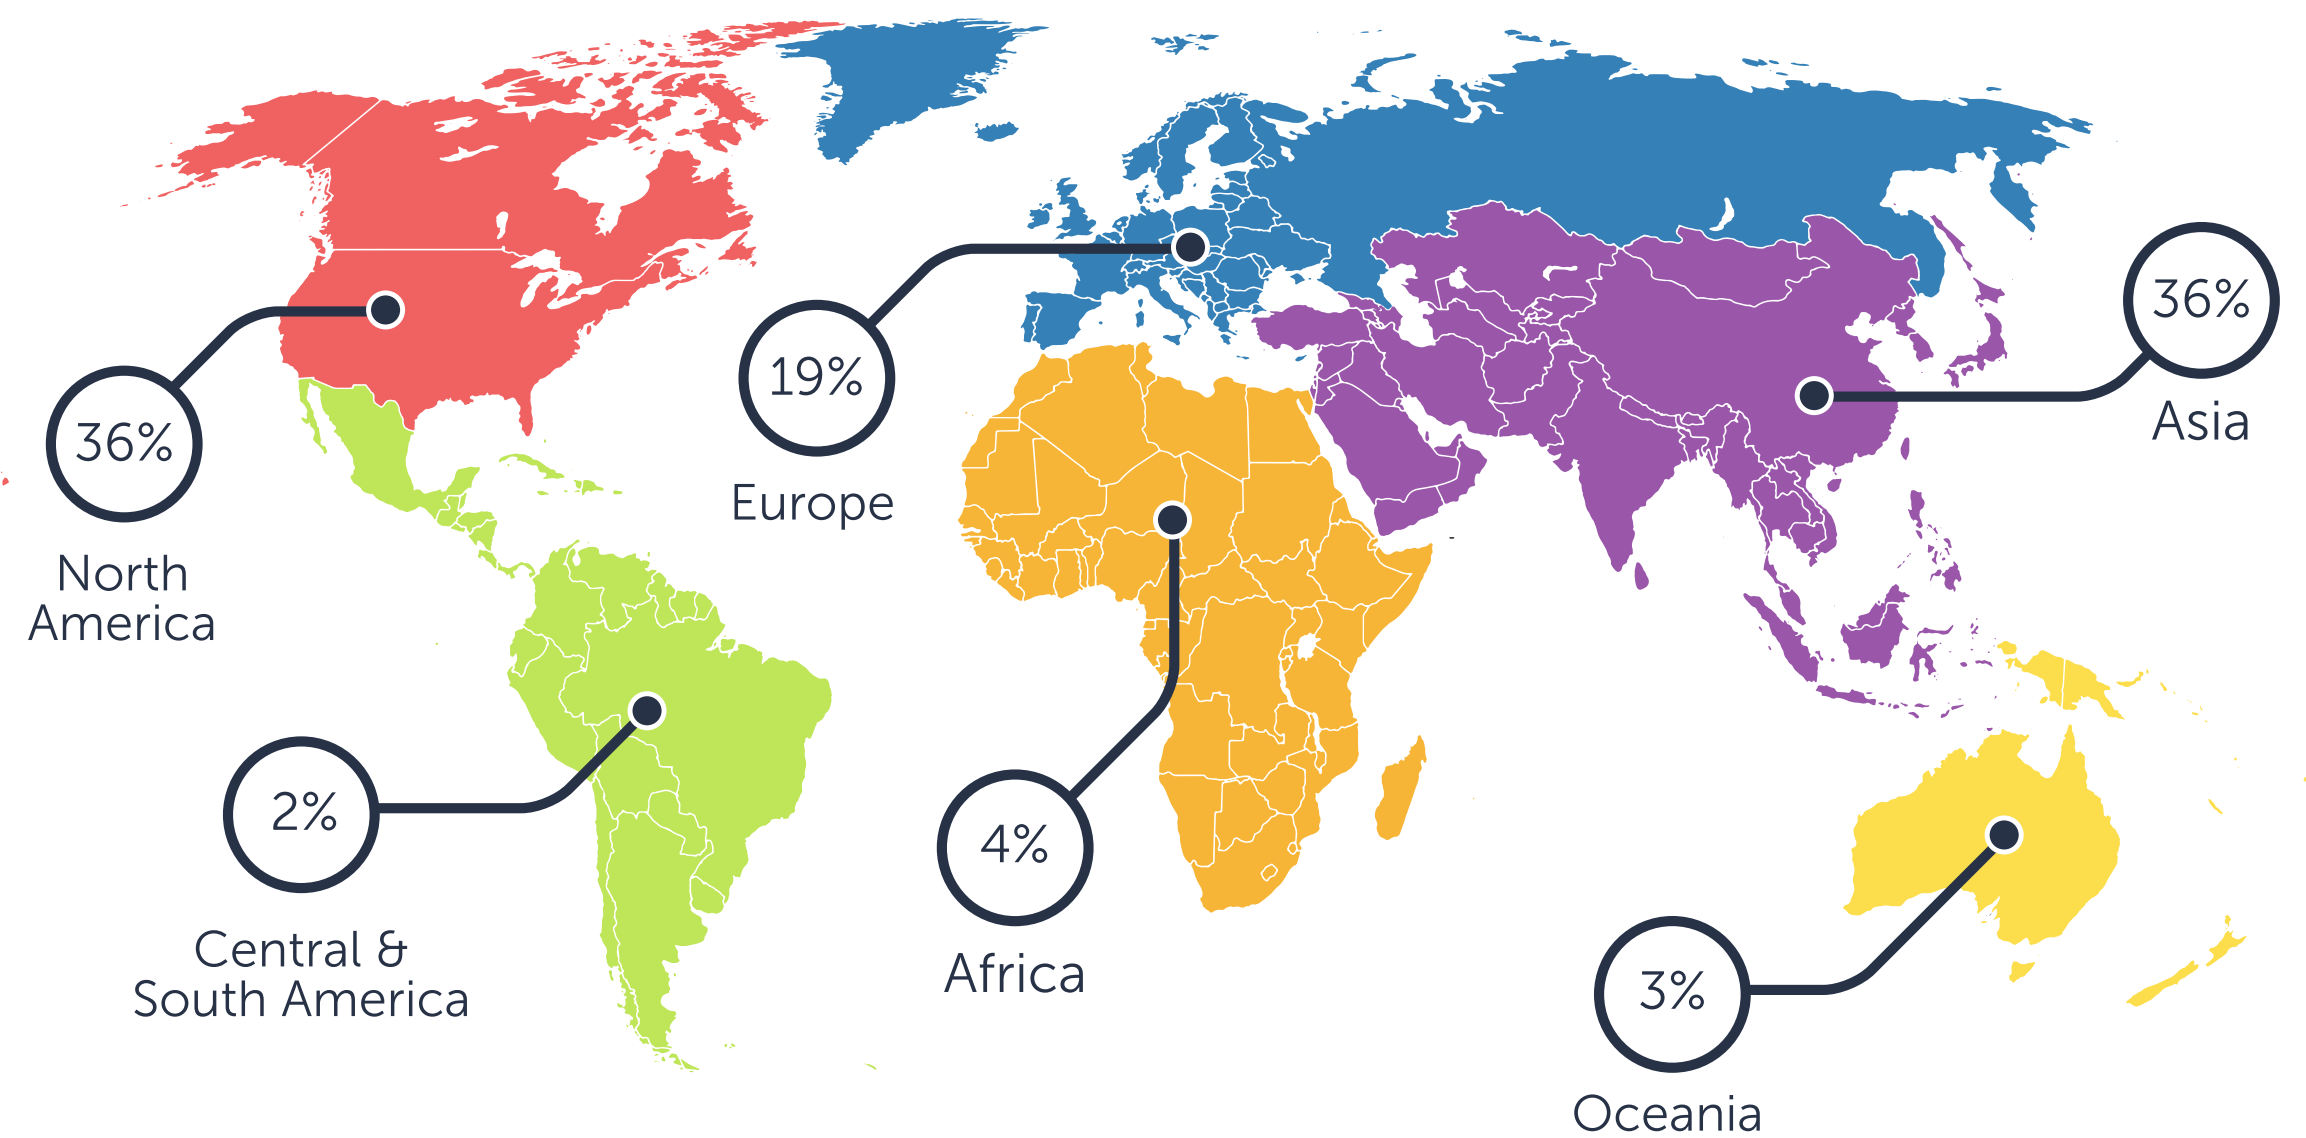 36%
North
America
19%
Europe
36%
Asia
2%
Central &
South America
4%
Africa
3%
Oceania